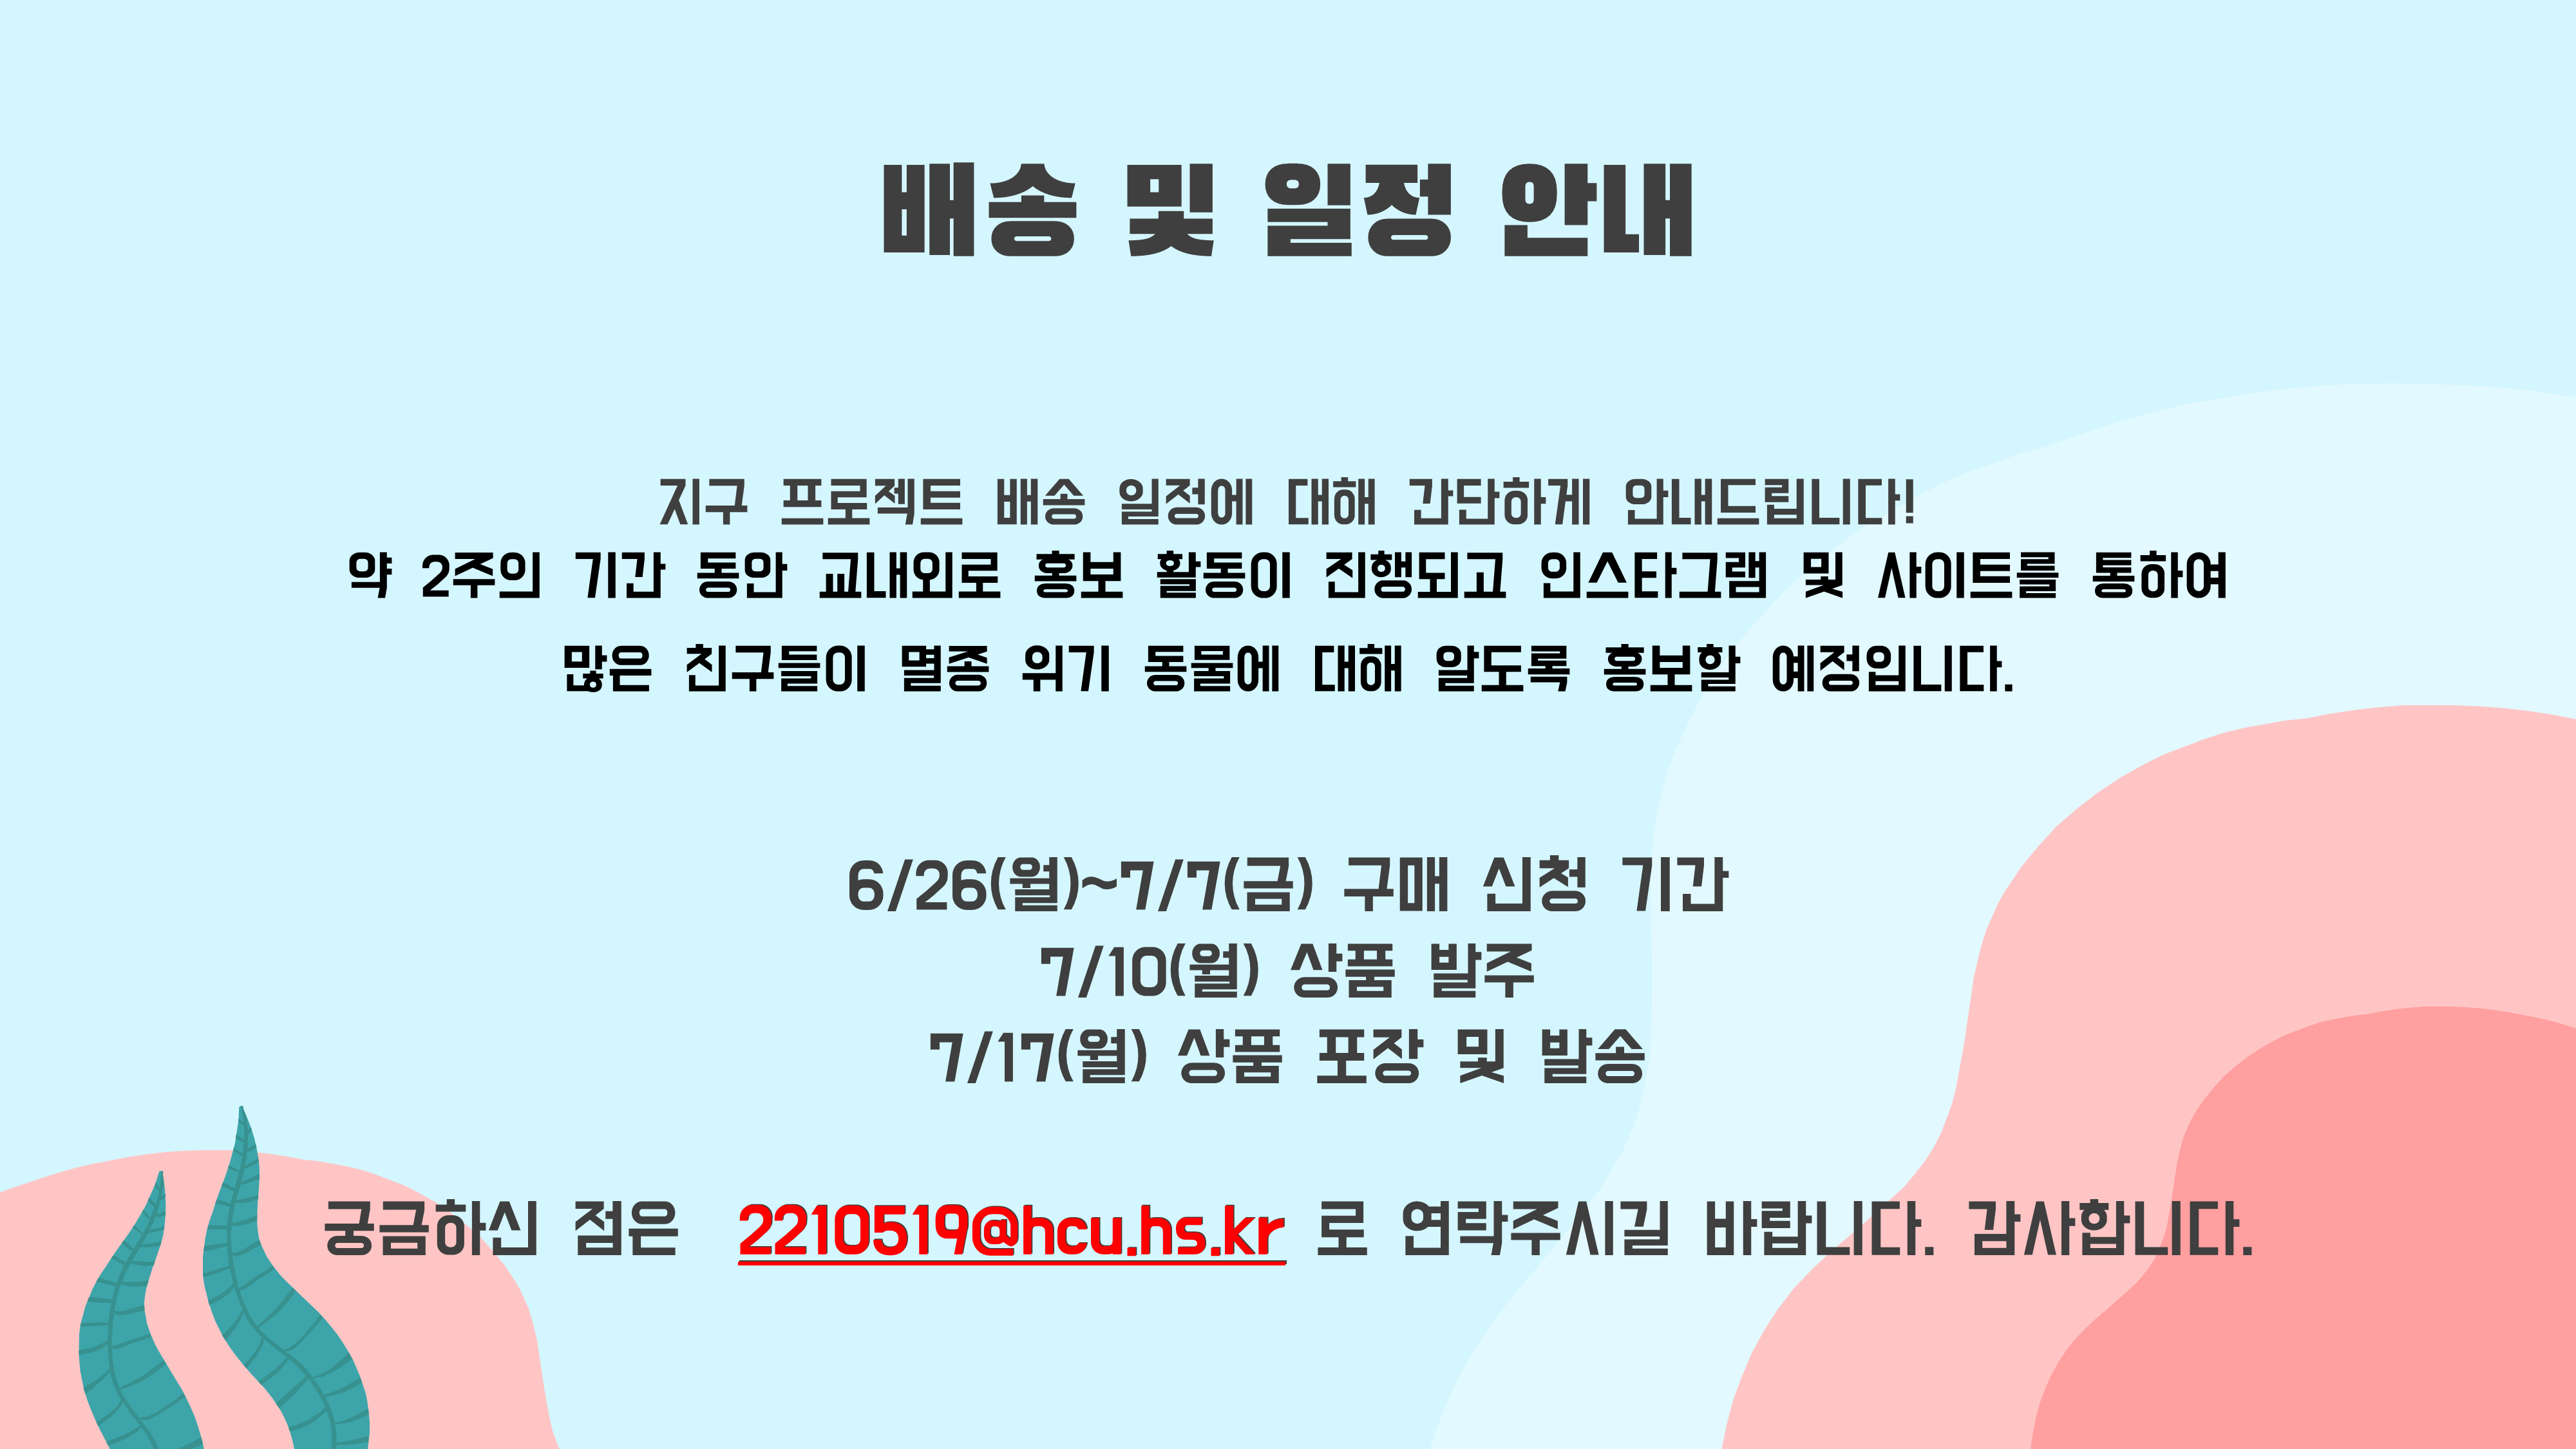 배송 및 일정 안내
지구 프로젝트 배송 일정에 대해 간단하게 안내드립니다!
약 2주의 기간 동안 교내외로 홍보 활동이 진행되고 인스타그램 및 사이트를 통하여
많은 친구들이 멸종 위기 동물에 대해 알도록 홍보할 예정입니다.
6/26(월)~7/7(금) 구매 신청 기간
7/10(월) 상품 발주
7/17(월) 상품 포장 및 발송
궁금하신 점은 2210519@hcu.hs.kr 로 연락주시길 바랍니다. 감사합니다.